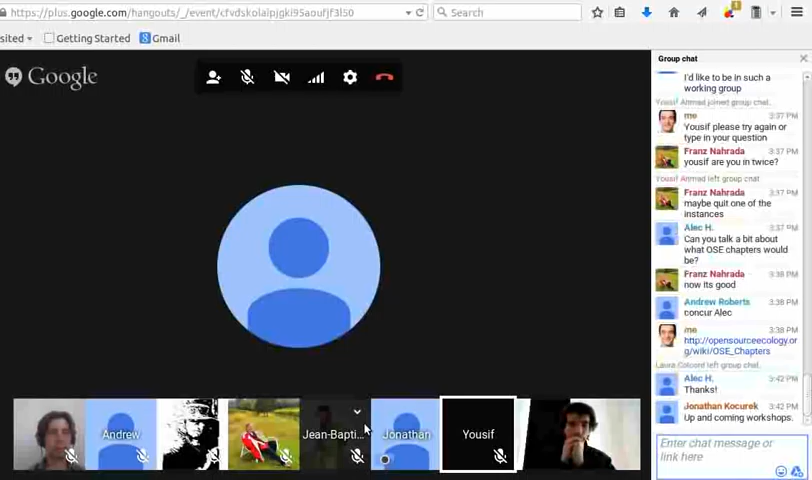 https://plus.google.com/hangouts/_/event/cfvdskolaipjgki95aoufjf3l50
Search
sited
Getting Started
Gmail
Google
Group chat
I'd like to be in such a
working group
Yousif Ahmed joined group chat.
me 3:37 PM
Yousif please try again or
type in your question
Franz Nahrada 3:37 PM
yousif are you in twice?
Yousif Ahmed left group chat
Franz Nahrada 3:37 PM
maybe quit one of the
instances
Alec H. 3:37 PM
Can you talk a bit about
what OSE chapters would
be?
Franz Nahrada 3:38 PM
now its good
Andrew Roberts 3:38 PM
concur Alec
me 3:38 PM
http://opensourceecology.or
g/wiki/OSE_Chapters
Laura Colcord left group chat.
Alec H. 3:42 PM
Thanks!
Jonathan Kocurek 3:42 PM
Up and coming workshops.
Enter chat message or
link here
Andrew
Jean-Bapti...
Jonathan
Yousif